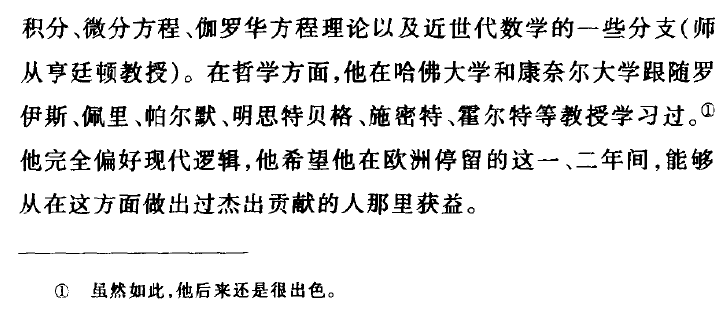 积分、微分方程、伽罗华方程理论以及近世代数学的一些分支(师
从亨廷顿教授)。在哲学方面,他在哈佛大学和康奈尔大学跟随罗
伊斯、佩里、帕尔默、明思特贝格、施密特、霍尔特等教授学习过。①
他完全偏好现代逻辑,他希望他在欧洲停留的这一、二年间,能够
从在这方面做出过杰出贡献的人那里获益。
① 虽然如此,他后来还是很出色。